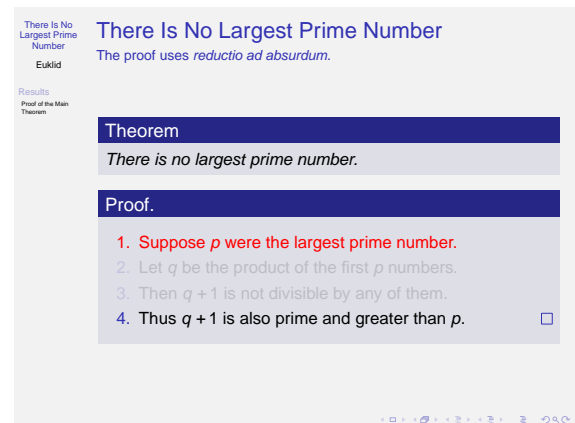 There Is No
Largest Prime
Number
Euklid
Results
Proof of the Main
Theorem
There Is No Largest Prime Number
The proof uses reductio ad absurdum.
Theorem
There is no largest prime number.
Proof.
1. Suppose p were the largest prime number.
2. Let q be the product of the first p numbers.
3. Then q + 1 is not divisible by any of them.
4. Thus q + 1 is also prime and greater than p.